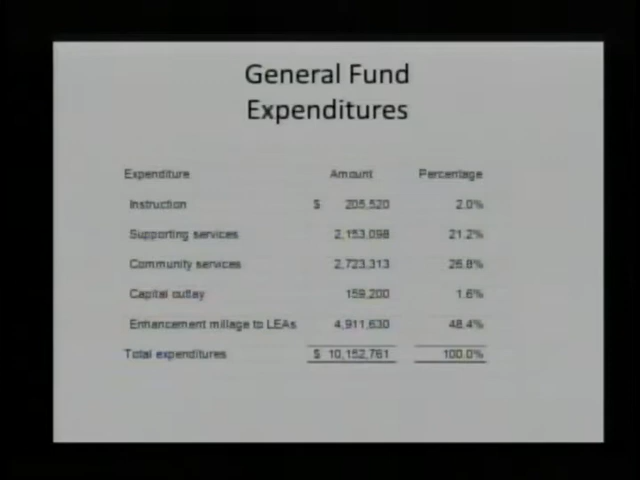 General Fund
Expenditures
Expenditure Amount Percentage
Instruction $ 205,520 2.0%
Supporting services 2,153,098 21.2%
Community services 2,723,313 26.8%
Capital outlay 159,200 1.6%
Enhancement millage to LEAs 4,911,630 48.4%
Total expenditures $ 10,152,761 100.0%